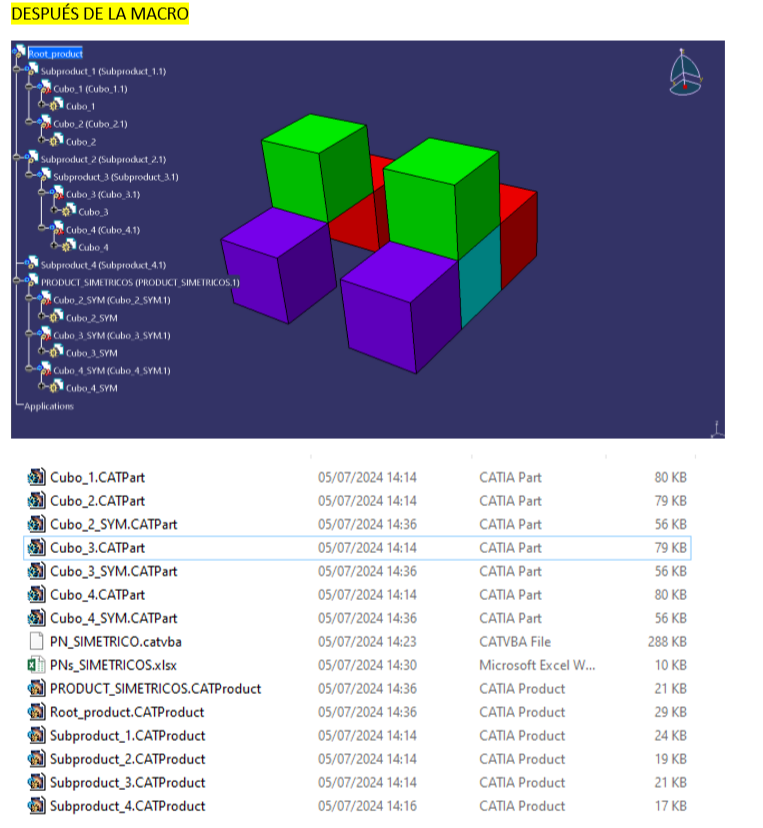 DESPUÉS DE LA MACRO
Root_product
Subproduct_1 (Subproduct_1.1)
Cubo_1 (Cubo_1.1)
Cubo_1
Cubo_2 (Cubo_2.1)
Cubo_2
Subproduct_2 (Subproduct_2.1)
Subproduct_3 (Subproduct_3.1)
Cubo_3 (Cubo_3.1)
Cubo_3
Cubo_4 (Cubo_4.1)
Cubo_4
Subproduct_4 (Subproduct_4.1)
PRODUCT_SIMETRICOS (PRODUCT_SIMETRICOS.1)
Cubo_2_SYM (Cubo_2_SYM.1)
Cubo_2_SYM
Cubo_3_SYM (Cubo_3_SYM.1)
Cubo_3_SYM
Cubo_4_SYM (Cubo_4_SYM.1)
Cubo_4_SYM
Applications
Cubo_1.CATPart 05/07/2024 14:14 CATIA Part 80 KB
Cubo_2.CATPart 05/07/2024 14:14 CATIA Part 79 KB
Cubo_2_SYM.CATPart 05/07/2024 14:36 CATIA Part 56 KB
Cubo_3.CATPart 05/07/2024 14:14 CATIA Part 79 KB
Cubo_3_SYM.CATPart 05/07/2024 14:36 CATIA Part 56 KB
Cubo_4.CATPart 05/07/2024 14:14 CATIA Part 80 KB
Cubo_4_SYM.CATPart 05/07/2024 14:36 CATIA Part 56 KB
PN_SIMETRICO.catvba 05/07/2024 14:23 CATVBA File 288 KB
PNs_SIMETRICOS.xlsx 05/07/2024 14:30 Microsoft Excel W... 10 KB
PRODUCT_SIMETRICOS.CATProduct 05/07/2024 14:36 CATIA Product 21 KB
Root_product.CATProduct 05/07/2024 14:36 CATIA Product 29 KB
Subproduct_1.CATProduct 05/07/2024 14:14 CATIA Product 24 KB
Subproduct_2.CATProduct 05/07/2024 14:14 CATIA Product 19 KB
Subproduct_3.CATProduct 05/07/2024 14:14 CATIA Product 21 KB
Subproduct_4.CATProduct 05/07/2024 14:16 CATIA Product 17 KB